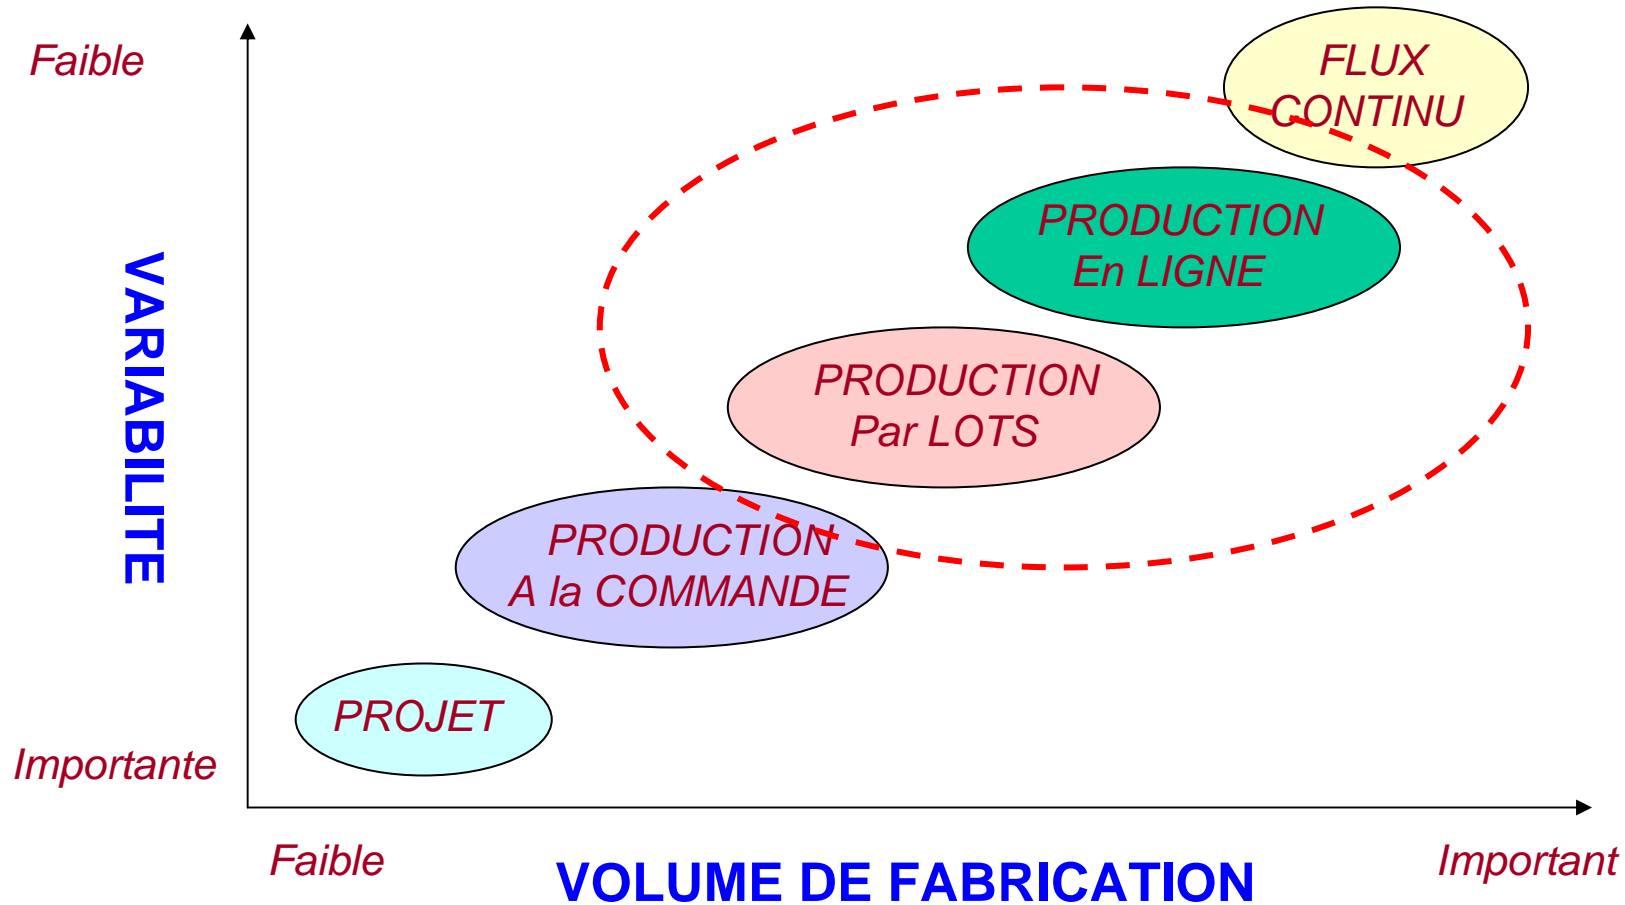 Faible
FLUX
CONTINU
PRODUCTION
En LIGNE
VARIABILITE
PRODUCTION
Par LOTS
PRODUCTION
A la COMMANDE
PROJET
Importante
Faible
VOLUME DE FABRICATION
Important